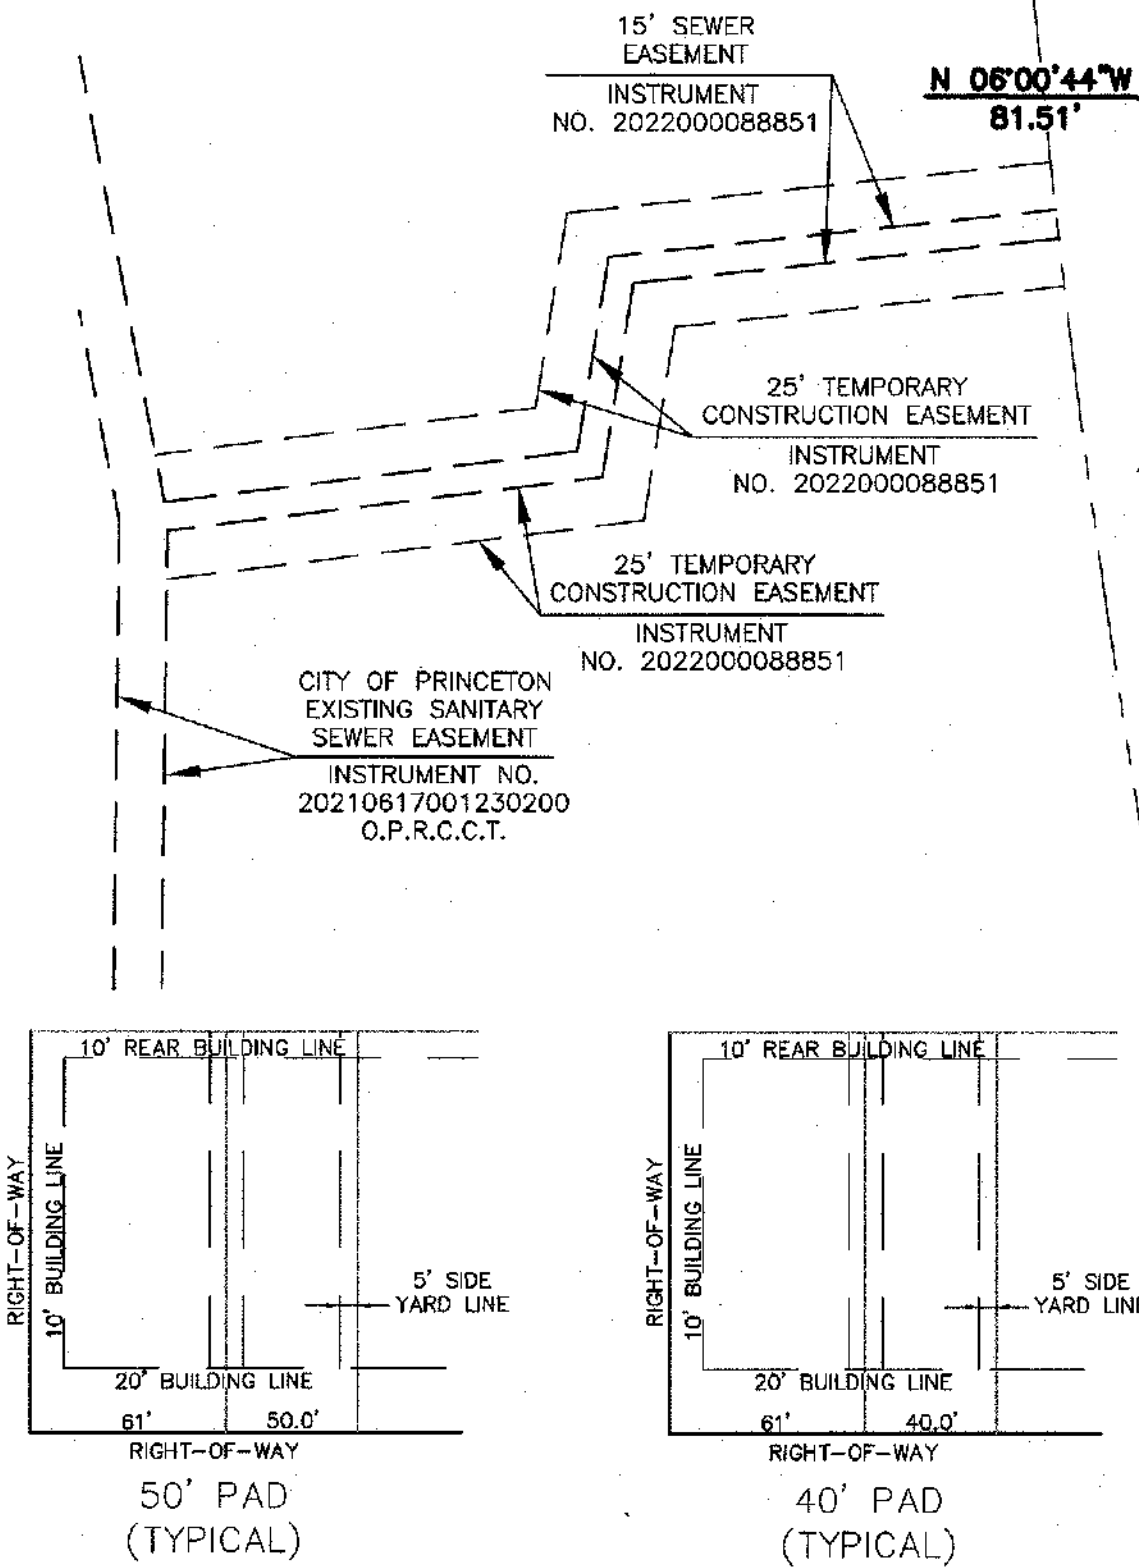 15' SEWER
EASEMENT
INSTRUMENT
NO. 2022000088851
N 06°00'44"W
81.51'
25' TEMPORARY
CONSTRUCTION EASEMENT
INSTRUMENT
NO. 2022000088851
25' TEMPORARY
CONSTRUCTION EASEMENT
INSTRUMENT
NO. 2022000088851
CITY OF PRINCETON
EXISTING SANITARY
SEWER EASEMENT
INSTRUMENT NO.
20210617001230200
O.P.R.C.C.T.
10' REAR BUILDING LINE
RIGHT-OF-WAY
10' BUILDING LINE
5' SIDE
YARD LINE
20' BUILDING LINE
61' 50.0'
RIGHT-OF-WAY
50' PAD
(TYPICAL)
10' REAR BUILDING LINE
RIGHT-OF-WAY
10' BUILDING LINE
5' SIDE
YARD LINE
20' BUILDING LINE
61' 40.0'
RIGHT-OF-WAY
40' PAD
(TYPICAL)